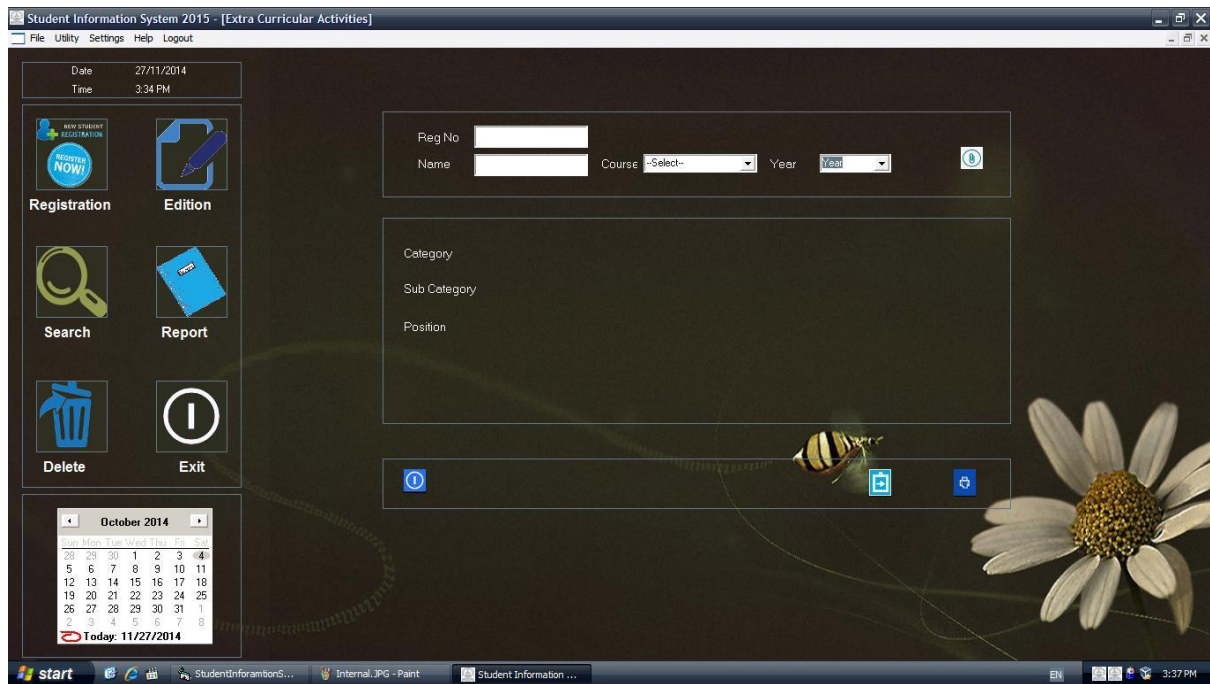 Student Information System 2015 - [Extra Curricular Activities]
File Utility Settings Help Logout
Date 27/11/2014
Time 3:34 PM
NEW STUDENT
REGISTRATION
REGISTER
NOW!
Registration Edition
Search Report
Delete Exit
October 2014
Sun Mon Tue Wed Thu Fri Sat
28 29 30 1 2 3 4
5 6 7 8 9 10 11
12 13 14 15 16 17 18
19 20 21 22 23 24 25
26 27 28 29 30 31 1
2 3 4 5 6 7 8
Today: 11/27/2014
Reg No
Name Course --Select-- Year Year
Category
Sub Category
Position
start StudentInforamtionS... Internal.JPG - Paint Student Information ... EN 3:37 PM